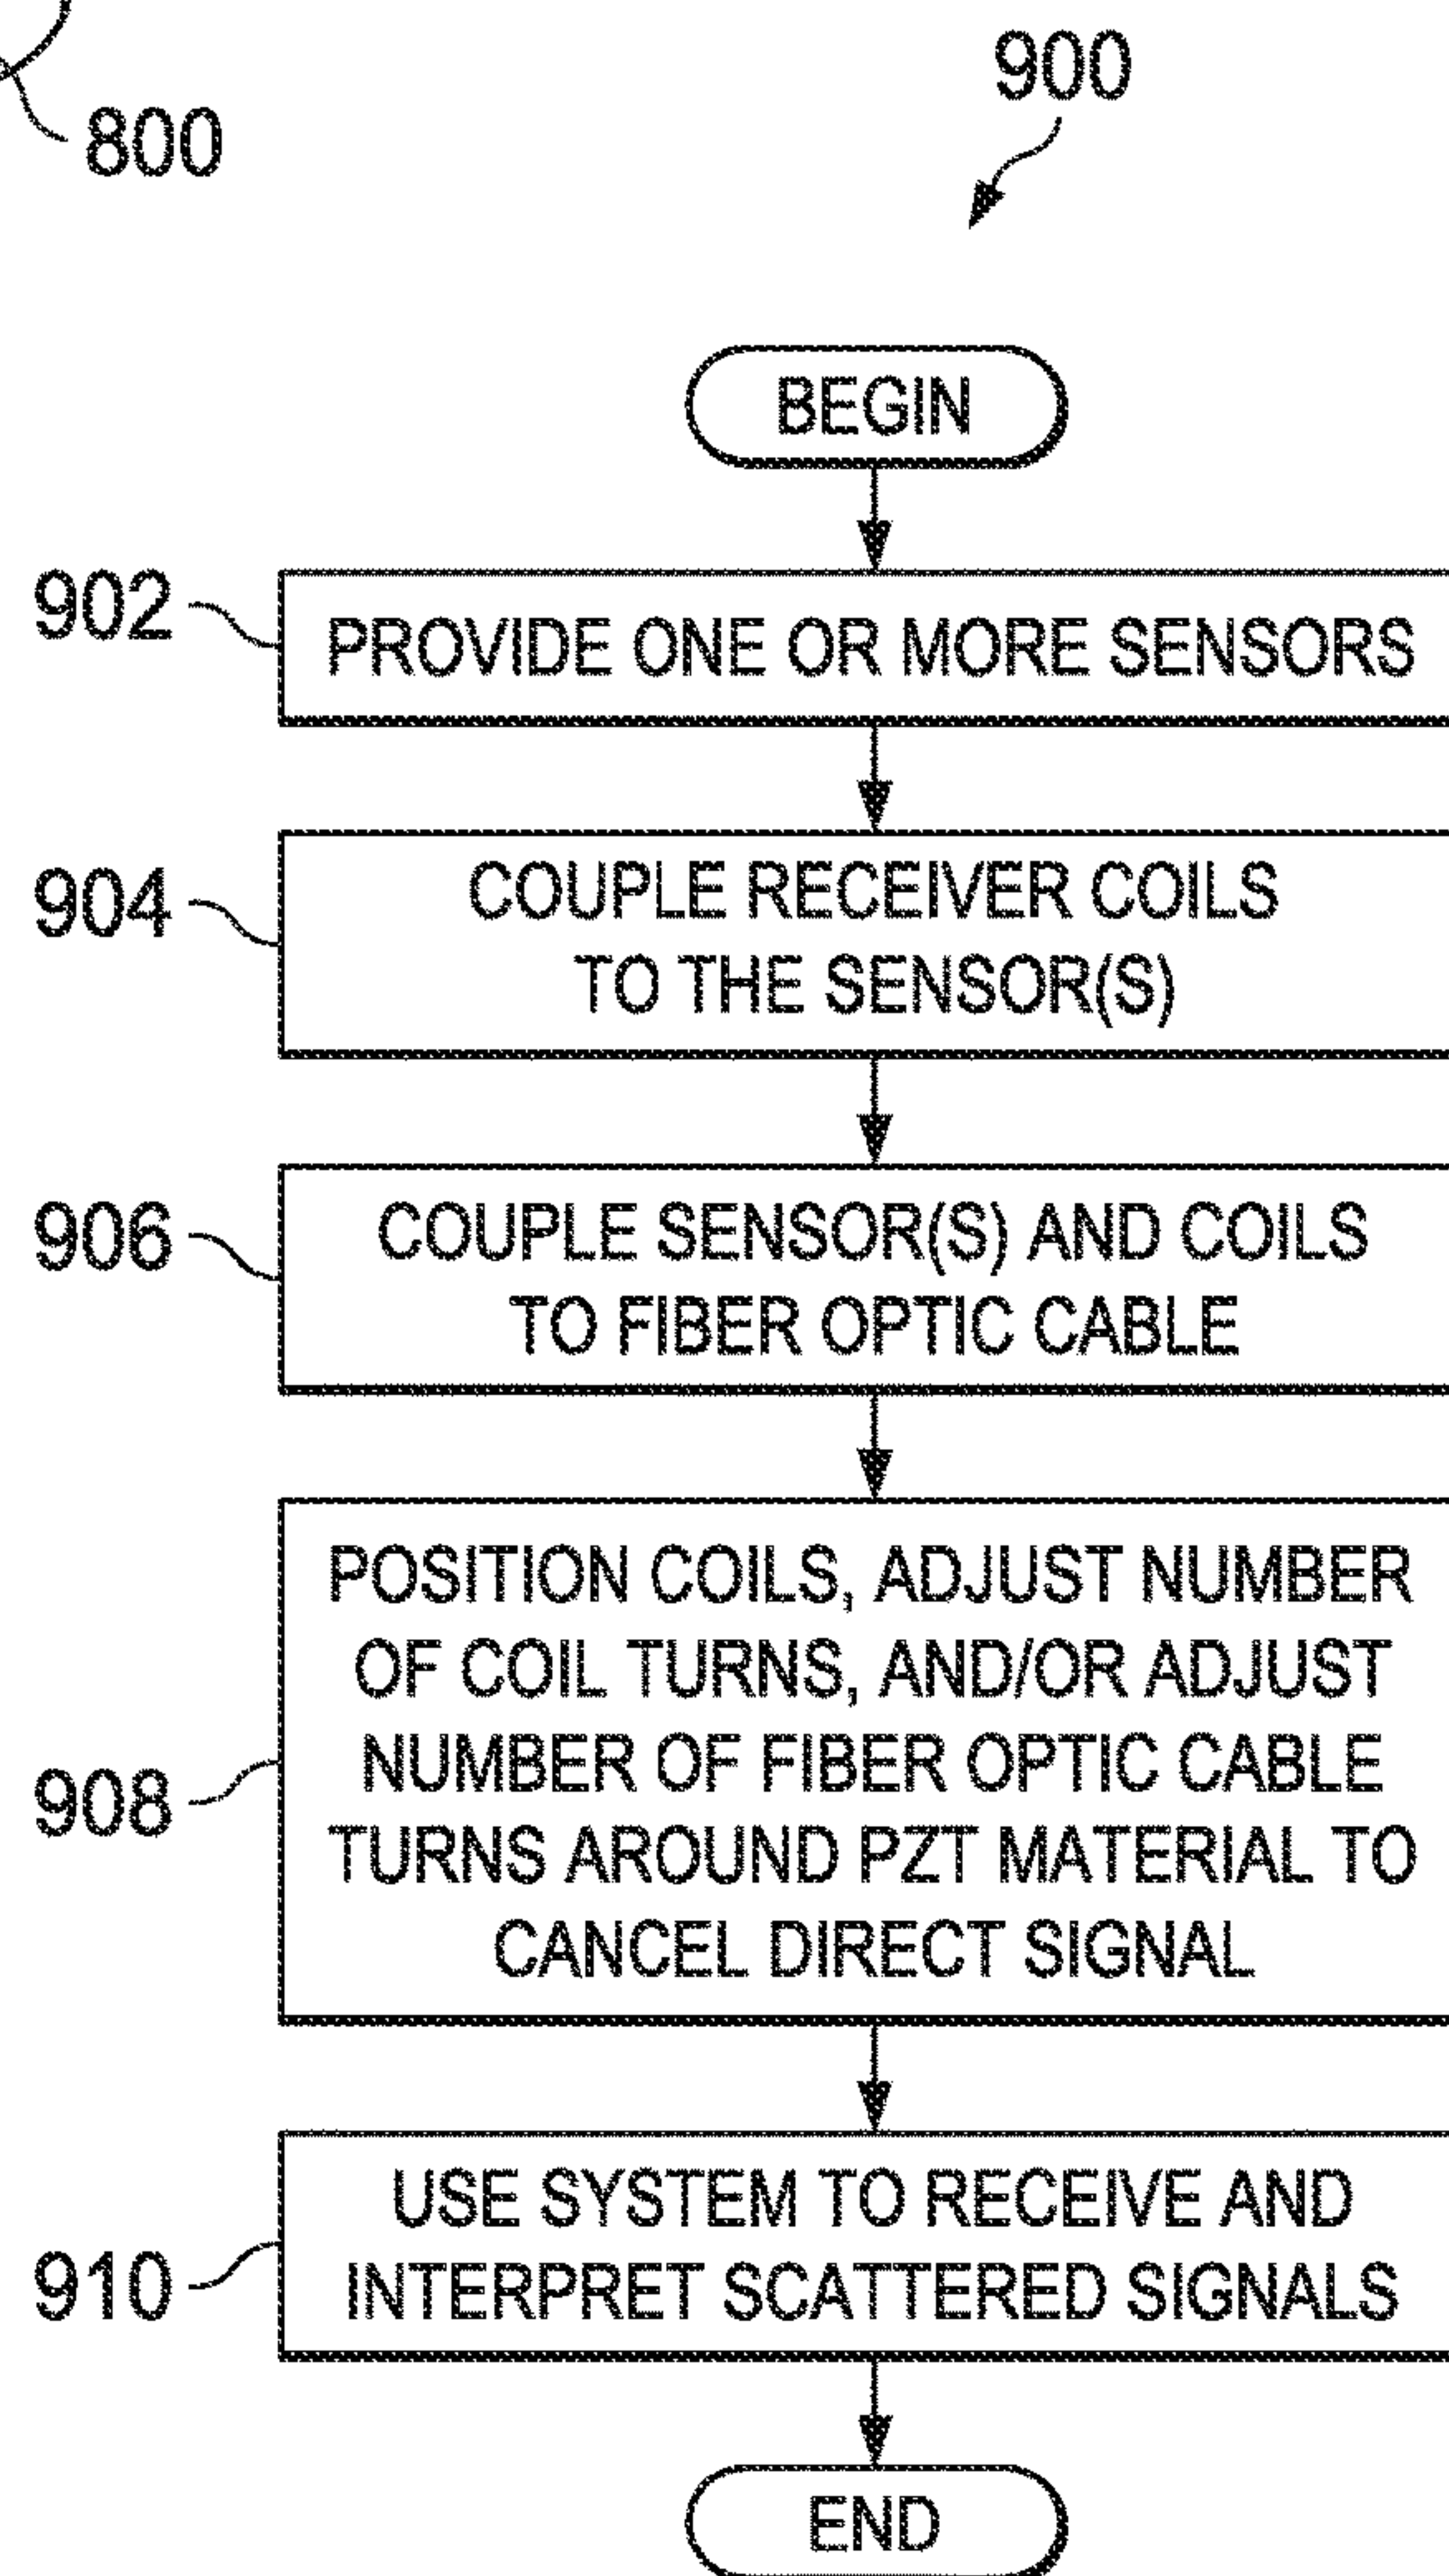 800
900
BEGIN
902
PROVIDE ONE OR MORE SENSORS
904
COUPLE RECEIVER COILS
TO THE SENSOR(S)
906
COUPLE SENSOR(S) AND COILS
TO FIBER OPTIC CABLE
908
POSITION COILS, ADJUST NUMBER
OF COIL TURNS, AND/OR ADJUST
NUMBER OF FIBER OPTIC CABLE
TURNS AROUND PZT MATERIAL TO
CANCEL DIRECT SIGNAL
910
USE SYSTEM TO RECEIVE AND
INTERPRET SCATTERED SIGNALS
END